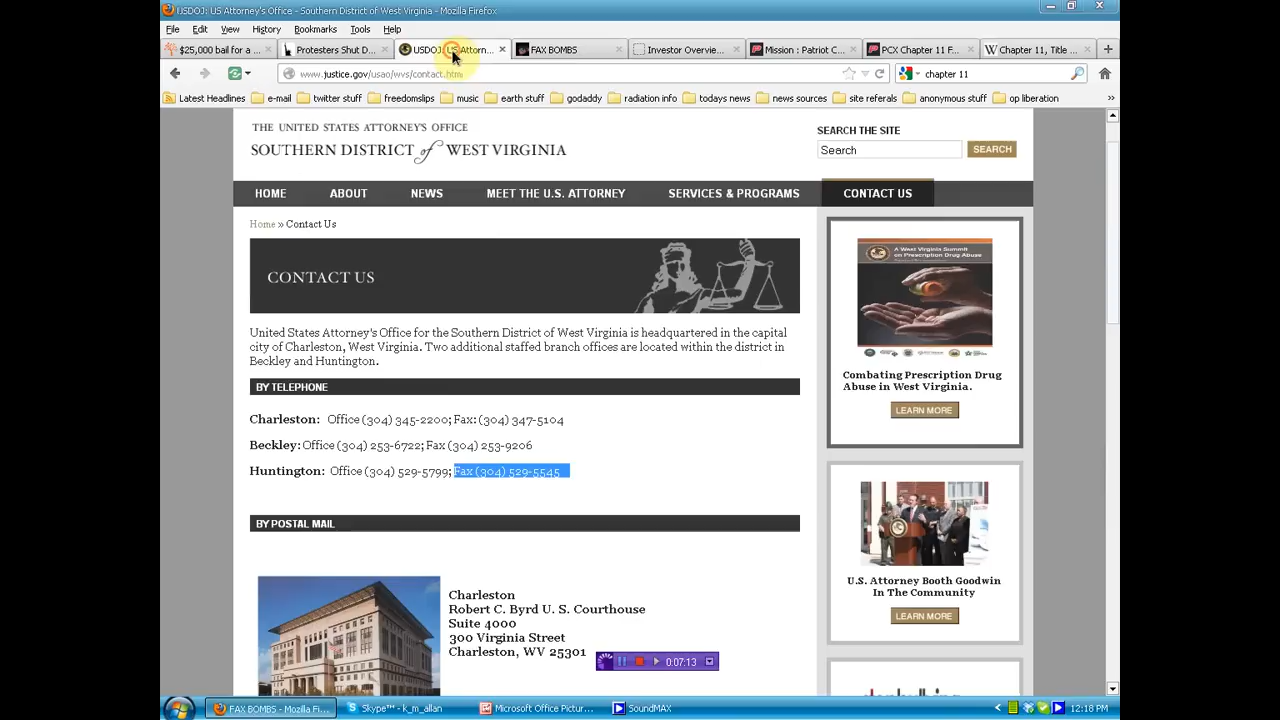 USDOJ: US Attorney's Office - Southern District of West Virginia - Mozilla Firefox
File Edit View History Bookmarks Tools Help
$25,000 bail for a ... Protesters Shut D... USDOJ: US Attorn... FAX BOMBS Investor Overvie... Mission : Patriot C... PCX Chapter 11 F... Chapter 11, Title ...
www.justice.gov/usao/wvs/contact.html chapter 11
Latest Headlines e-mail twitter stuff freedomslips music earth stuff godaddy radiation info todays news news sources site referals anonymous stuff op liberation »
THE UNITED STATES ATTORNEY'S OFFICE
SOUTHERN DISTRICT of WEST VIRGINIA
SEARCH THE SITE
Search SEARCH
HOME ABOUT NEWS MEET THE U.S. ATTORNEY SERVICES & PROGRAMS CONTACT US
Home » Contact Us
CONTACT US
United States Attorney's Office for the Southern District of West Virginia is headquartered in the capital
city of Charleston, West Virginia. Two additional staffed branch offices are located within the district in
Beckley and Huntington.
BY TELEPHONE
Charleston: Office (304) 345-2200; Fax: (304) 347-5104
Beckley: Office (304) 253-6722; Fax (304) 253-9206
Huntington: Office (304) 529-5799; Fax (304) 529-5545
BY POSTAL MAIL
Charleston
Robert C. Byrd U. S. Courthouse
Suite 4000
300 Virginia Street
Charleston, WV 25301
A West Virginia Summit
on Prescription Drug
Abuse
Combating Prescription Drug
Abuse in West Virginia.
LEARN MORE
U.S. Attorney Booth Goodwin
In The Community
LEARN MORE
0:07:13
FAX BOMBS - Mozilla Fi... Skype™ - k_m_allan Microsoft Office Pictur... SoundMAX 12:18 PM